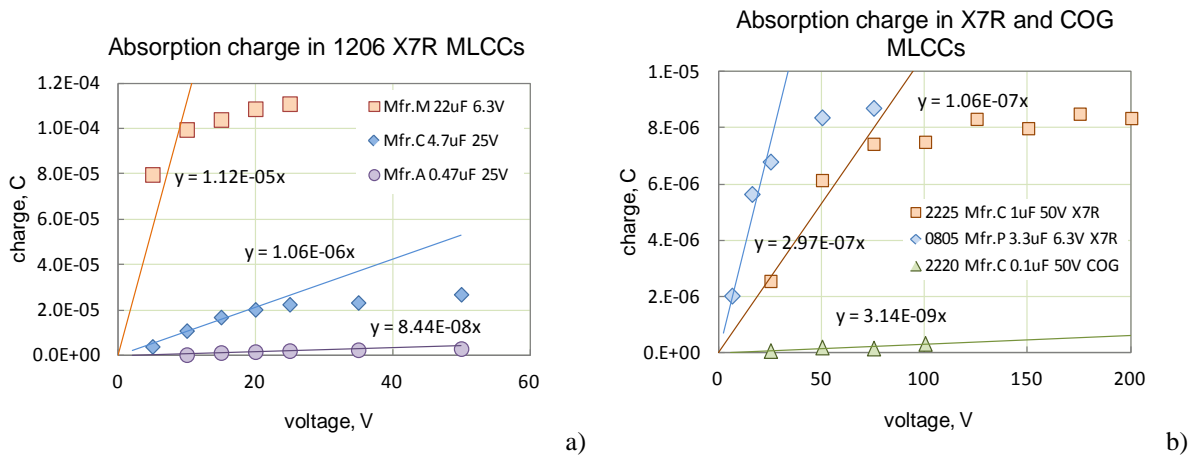 Absorption charge in 1206 X7R MLCCs
1.2E-04
1.0E-04
8.0E-05
6.0E-05
4.0E-05
2.0E-05
0.0E+00
charge, C
Mfr.M 22uF 6.3V
Mfr.C 4.7uF 25V
Mfr.A 0.47uF 25V
y = 1.12E-05x
y = 1.06E-06x
y = 8.44E-08x
0 20 40 60
voltage, V
a)
Absorption charge in X7R and COG
MLCCs
1.E-05
8.E-06
6.E-06
4.E-06
2.E-06
0.E+00
charge, C
y = 1.06E-07x
2225 Mfr.C 1uF 50V X7R
0805 Mfr.P 3.3uF 6.3V X7R
2220 Mfr.C 0.1uF 50V COG
y = 2.97E-07x
y = 3.14E-09x
0 50 100 150 200
voltage, V
b)